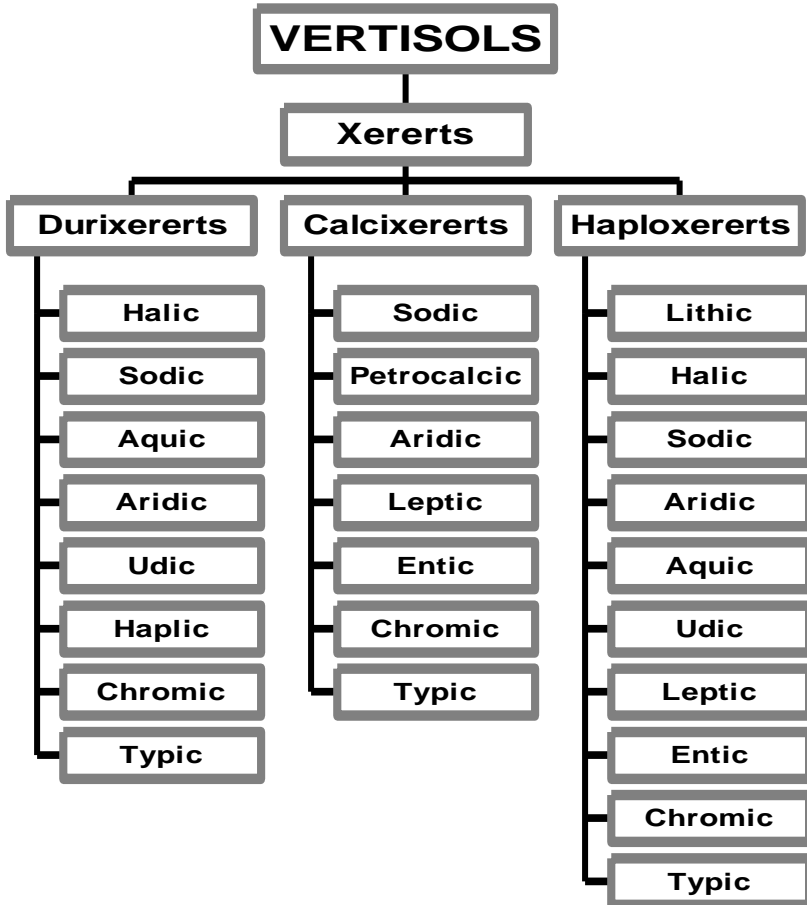 VERTISOLS
Xererts
Durixererts
Halic
Sodic
Aquic
Aridic
Udic
Haplic
Chromic
Typic
Calcixererts
Sodic
Petrocalcic
Aridic
Leptic
Entic
Chromic
Typic
Haploxererts
Lithic
Halic
Sodic
Aridic
Aquic
Udic
Leptic
Entic
Chromic
Typic